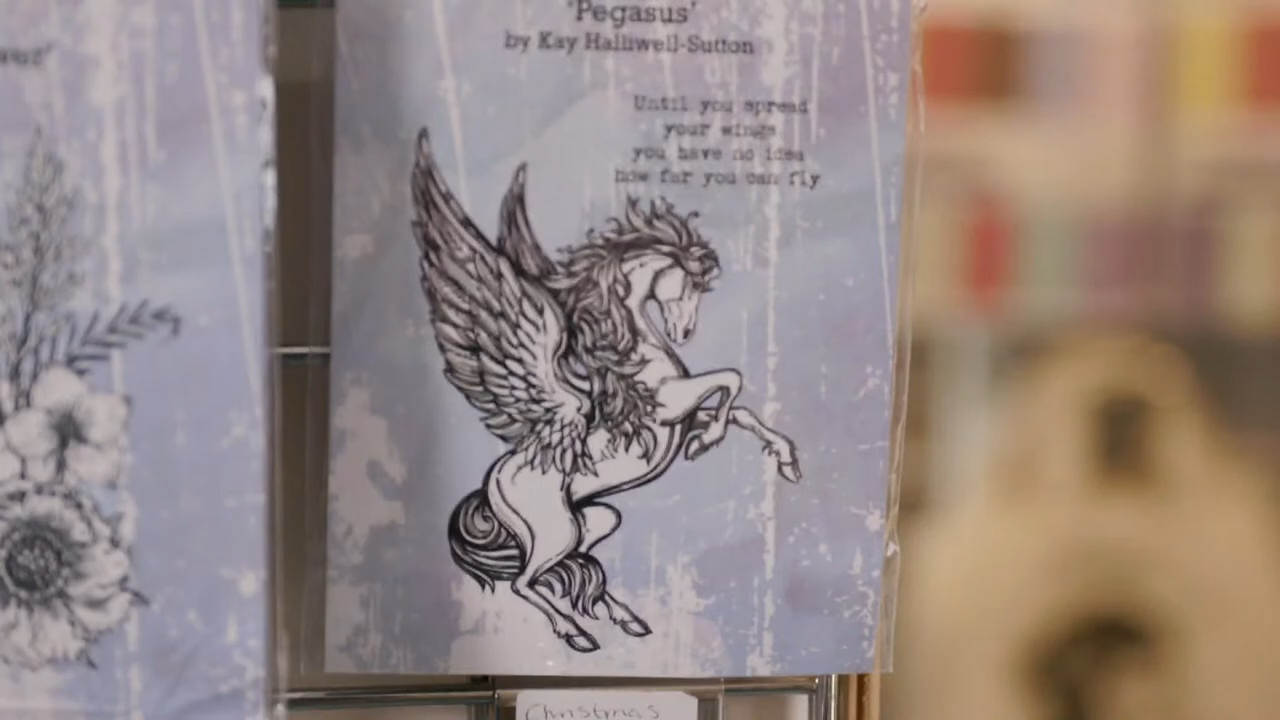 'Pegasus'
by Kay Halliwell-Sutton
Until you spread
your wings
you have no idea
how far you can fly
Christmas